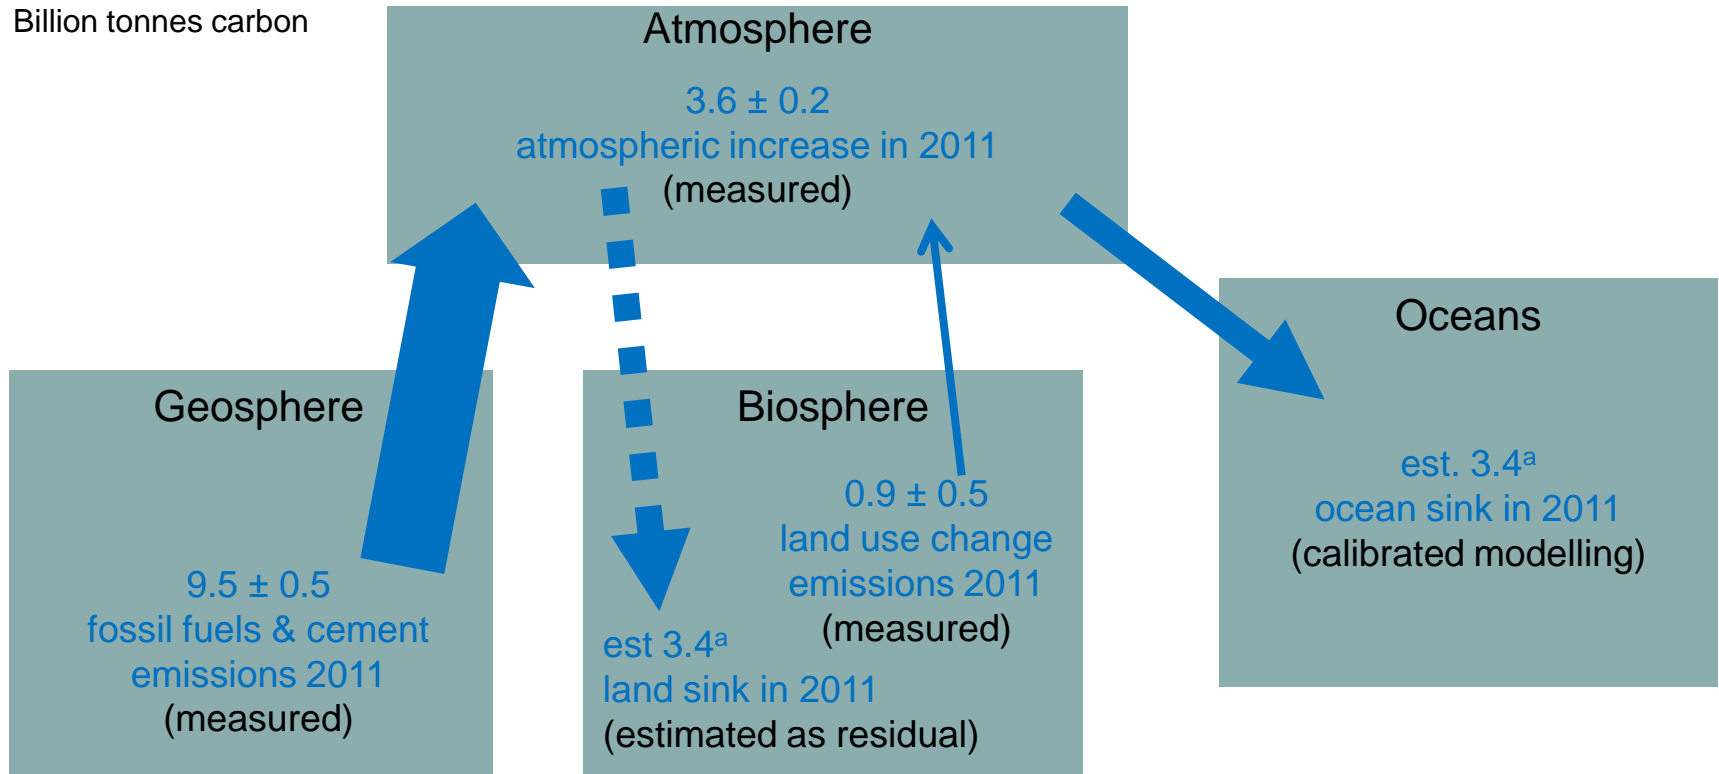 Billion tonnes carbon
Atmosphere
3.6 ± 0.2
atmospheric increase in 2011
(measured)
Geosphere
9.5 ± 0.5
fossil fuels & cement
emissions 2011
(measured)
Biosphere
0.9 ± 0.5
land use change
emissions 2011
(measured)
est 3.4ª
land sink in 2011
(estimated as residual)
Oceans
est. 3.4ª
ocean sink in 2011
(calibrated modelling)